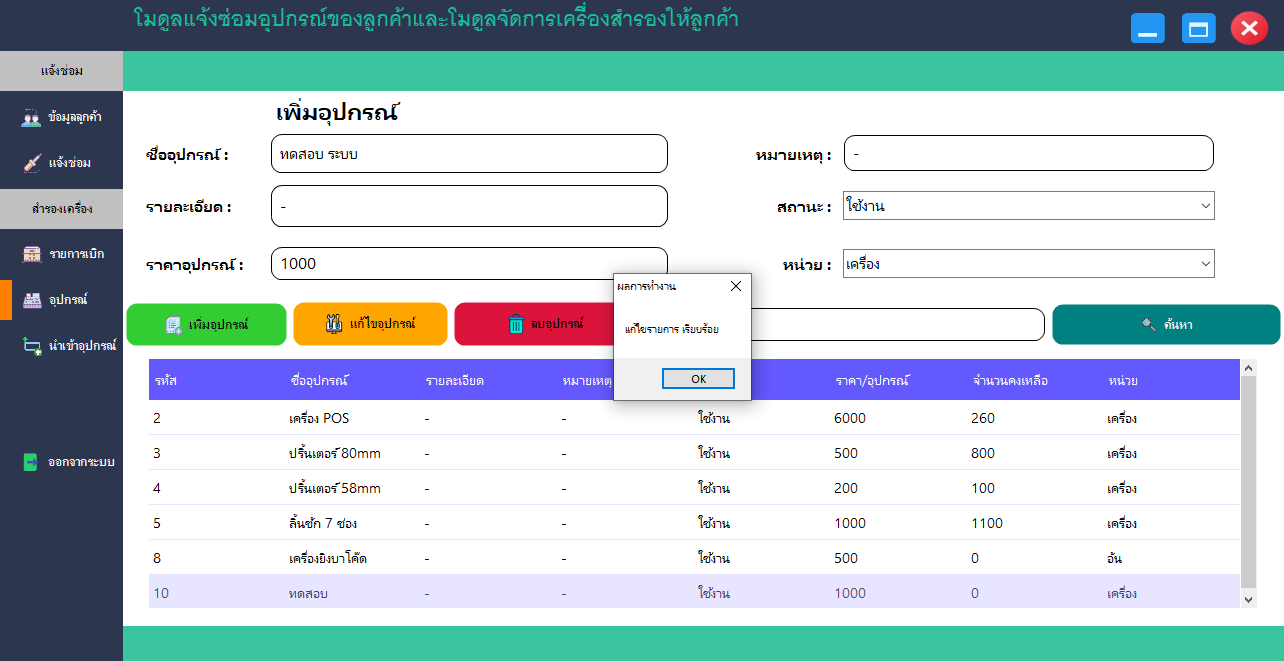 โมดูลแจ้งซ่อมอุปกรณ์ของลูกค้าและโมดูลจัดการเครื่องสำรองให้ลูกค้า
แจ้งซ่อม
ข้อมูลลูกค้า
แจ้งซ่อม
สำรองเครื่อง
รายการเบิก
อุปกรณ์
นำเข้าอุปกรณ์
ออกจากระบบ
เพิ่มอุปกรณ์
ชื่ออุปกรณ์ : ทดสอบ ระบบ
หมายเหตุ : -
รายละเอียด : -
สถานะ : ใช้งาน
ราคาอุปกรณ์ : 1000
หน่วย : เครื่อง
เพิ่มอุปกรณ์ แก้ไขอุปกรณ์ ลบอุปกรณ์ ค้นหา
ผลการทำงาน
แก้ไขรายการ เรียบร้อย
OK
รหัส ชื่ออุปกรณ์ รายละเอียด หมายเหตุ ราคา/อุปกรณ์ จำนวนคงเหลือ หน่วย
2 เครื่อง POS - - ใช้งาน 6000 260 เครื่อง
3 ปริ้นเตอร์ 80mm - - ใช้งาน 500 800 เครื่อง
4 ปริ้นเตอร์ 58mm - - ใช้งาน 200 100 เครื่อง
5 ลิ้นชัก 7 ช่อง - - ใช้งาน 1000 1100 เครื่อง
8 เครื่องยิงบาโค๊ด - - ใช้งาน 500 0 อัน
10 ทดสอบ - - ใช้งาน 1000 0 เครื่อง